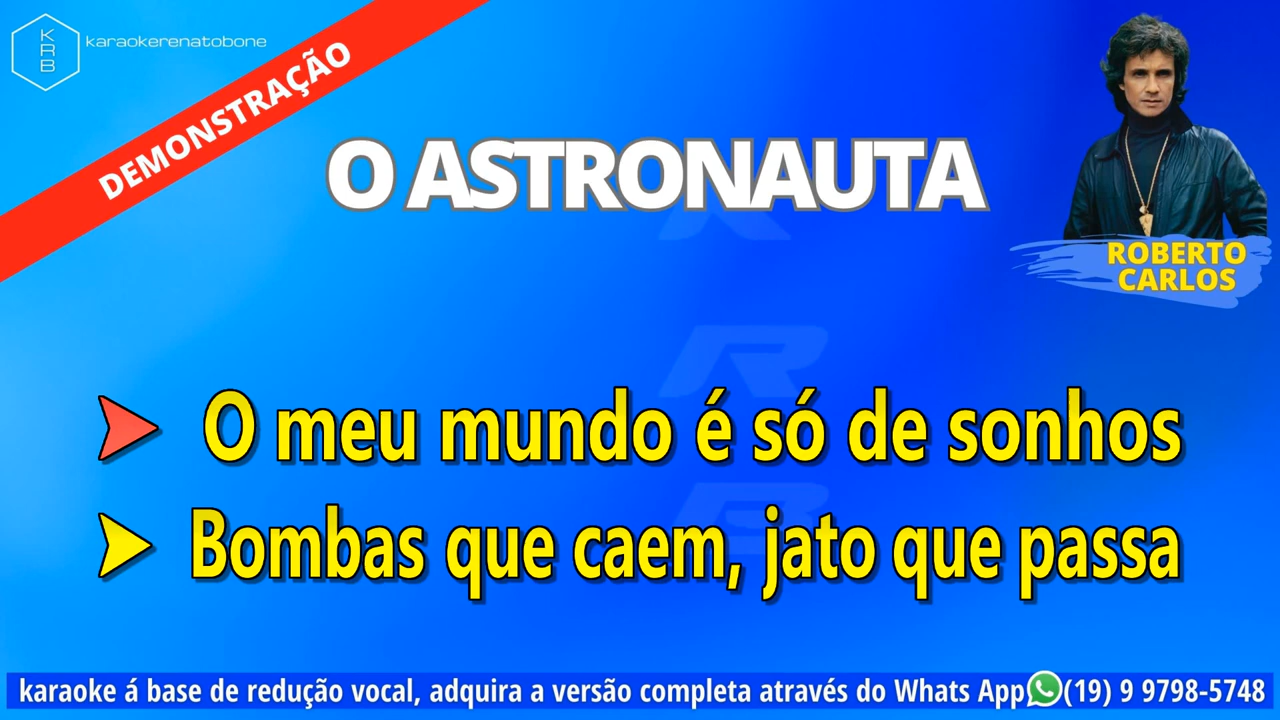 KRB
karaokerenatobone
DEMONSTRAÇÃO
O ASTRONAUTA
ROBERTO
CARLOS
K
R
B
O meu mundo é só de sonhos
Bombas que caem, jato que passa
karaoke á base de redução vocal, adquira a versão completa através do Whats App (19) 9 9798-5748